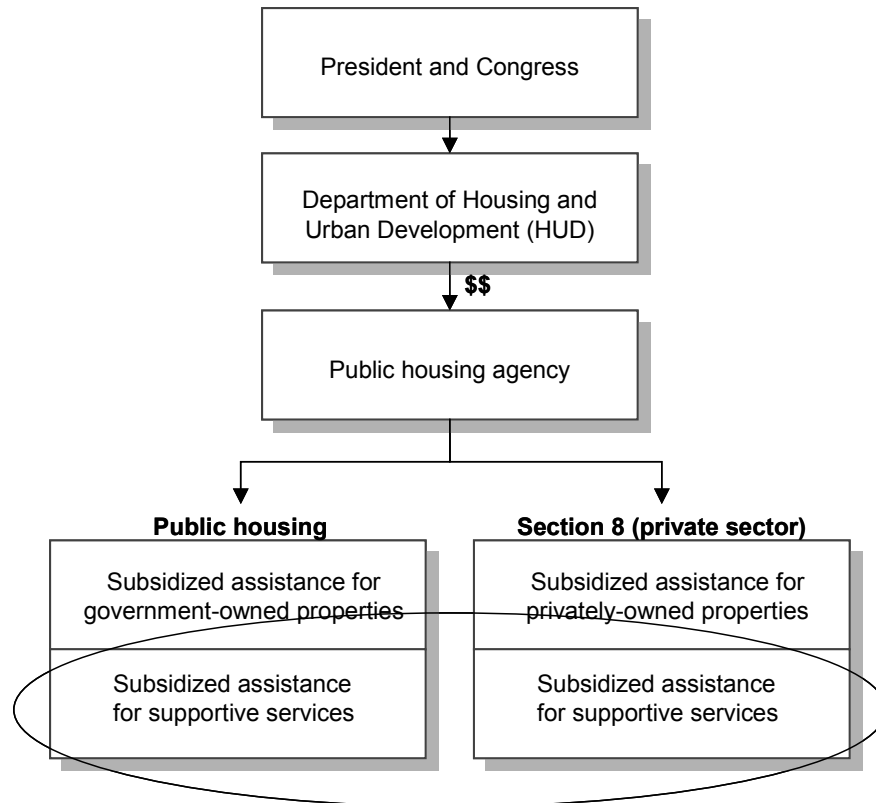 President and Congress
Department of Housing and
Urban Development (HUD)
$$
Public housing agency
Public housing
Subsidized assistance for
government-owned properties
Subsidized assistance
for supportive services
Section 8 (private sector)
Subsidized assistance for
privately-owned properties
Subsidized assistance
for supportive services